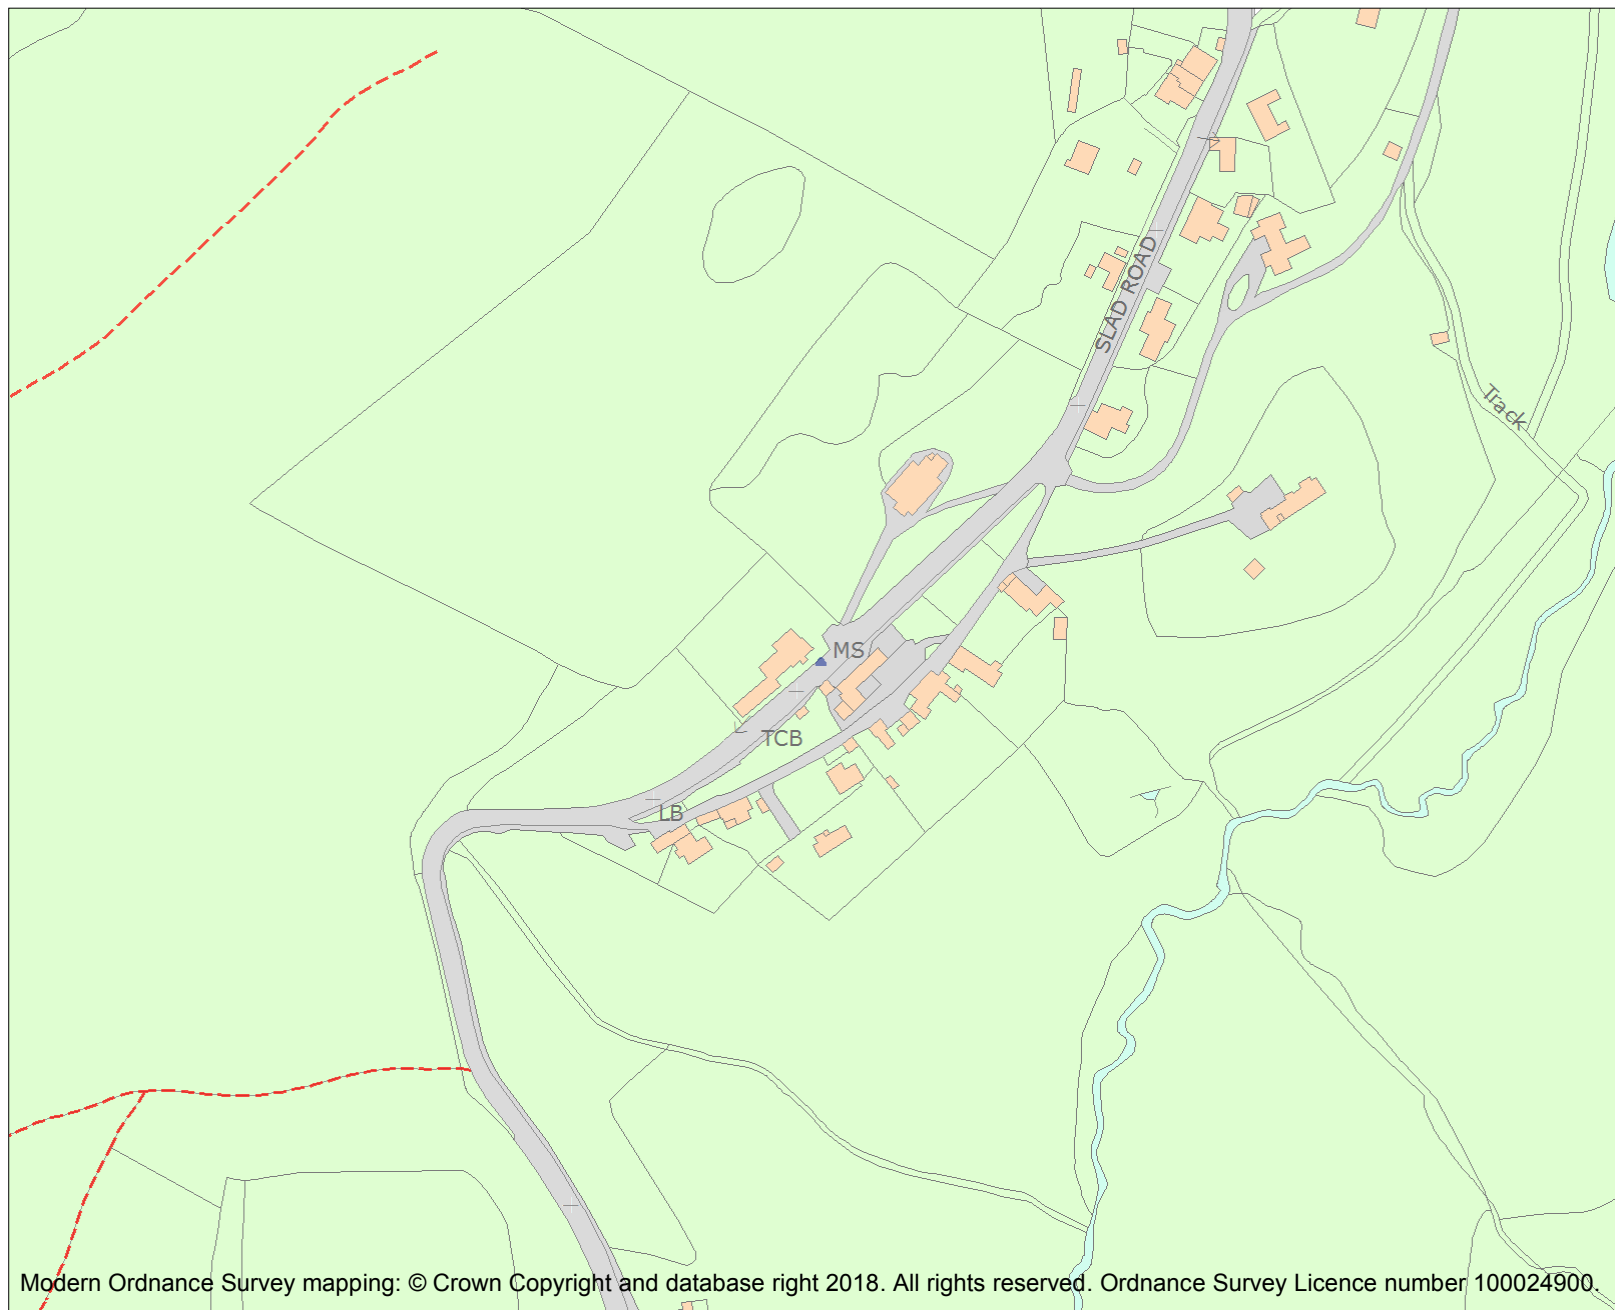 SLAD ROAD
Track
MS
TCB
LB
Modern Ordnance Survey mapping: © Crown Copyright and database right 2018. All rights reserved. Ordnance Survey Licence number 100024900.